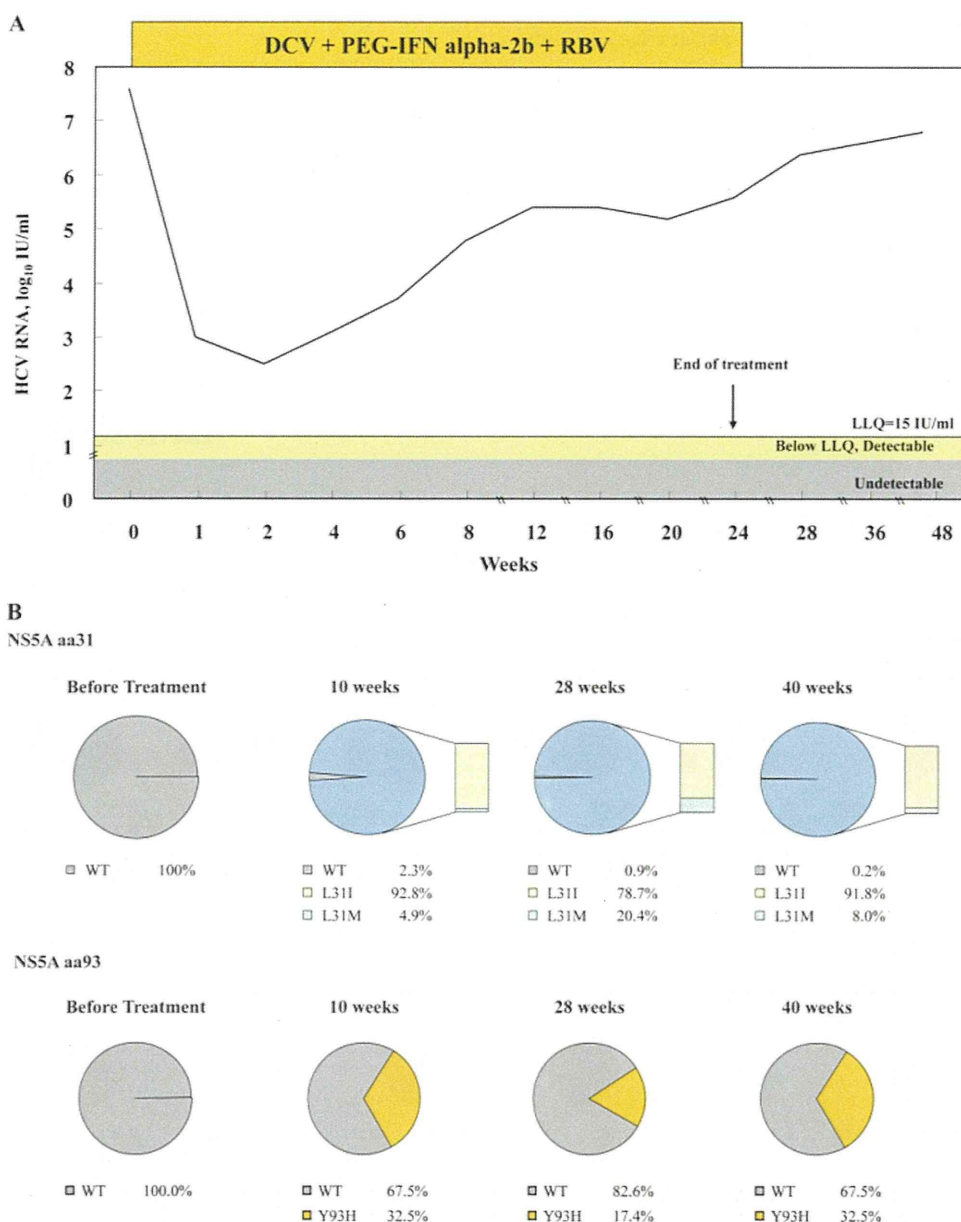 A
DCV + PEG-IFN alpha-2b + RBV
8
7
6
5
4
3
2
1
0
HCV RNA, log10 IU/ml
End of treatment
LLQ=15 IU/ml
Below LLQ, Detectable
Undetectable
0 1 2 4 6 8 12 16 20 24 28 36 48
Weeks
B
NS5A aa31
Before Treatment 10 weeks 28 weeks 40 weeks
WT 100% WT 2.3% WT 0.9% WT 0.2%
L31I 92.8% L31I 78.7% L31I 91.8%
L31M 4.9% L31M 20.4% L31M 8.0%
NS5A aa93
Before Treatment 10 weeks 28 weeks 40 weeks
WT 100.0% WT 67.5% WT 82.6% WT 67.5%
Y93H 32.5% Y93H 17.4% Y93H 32.5%